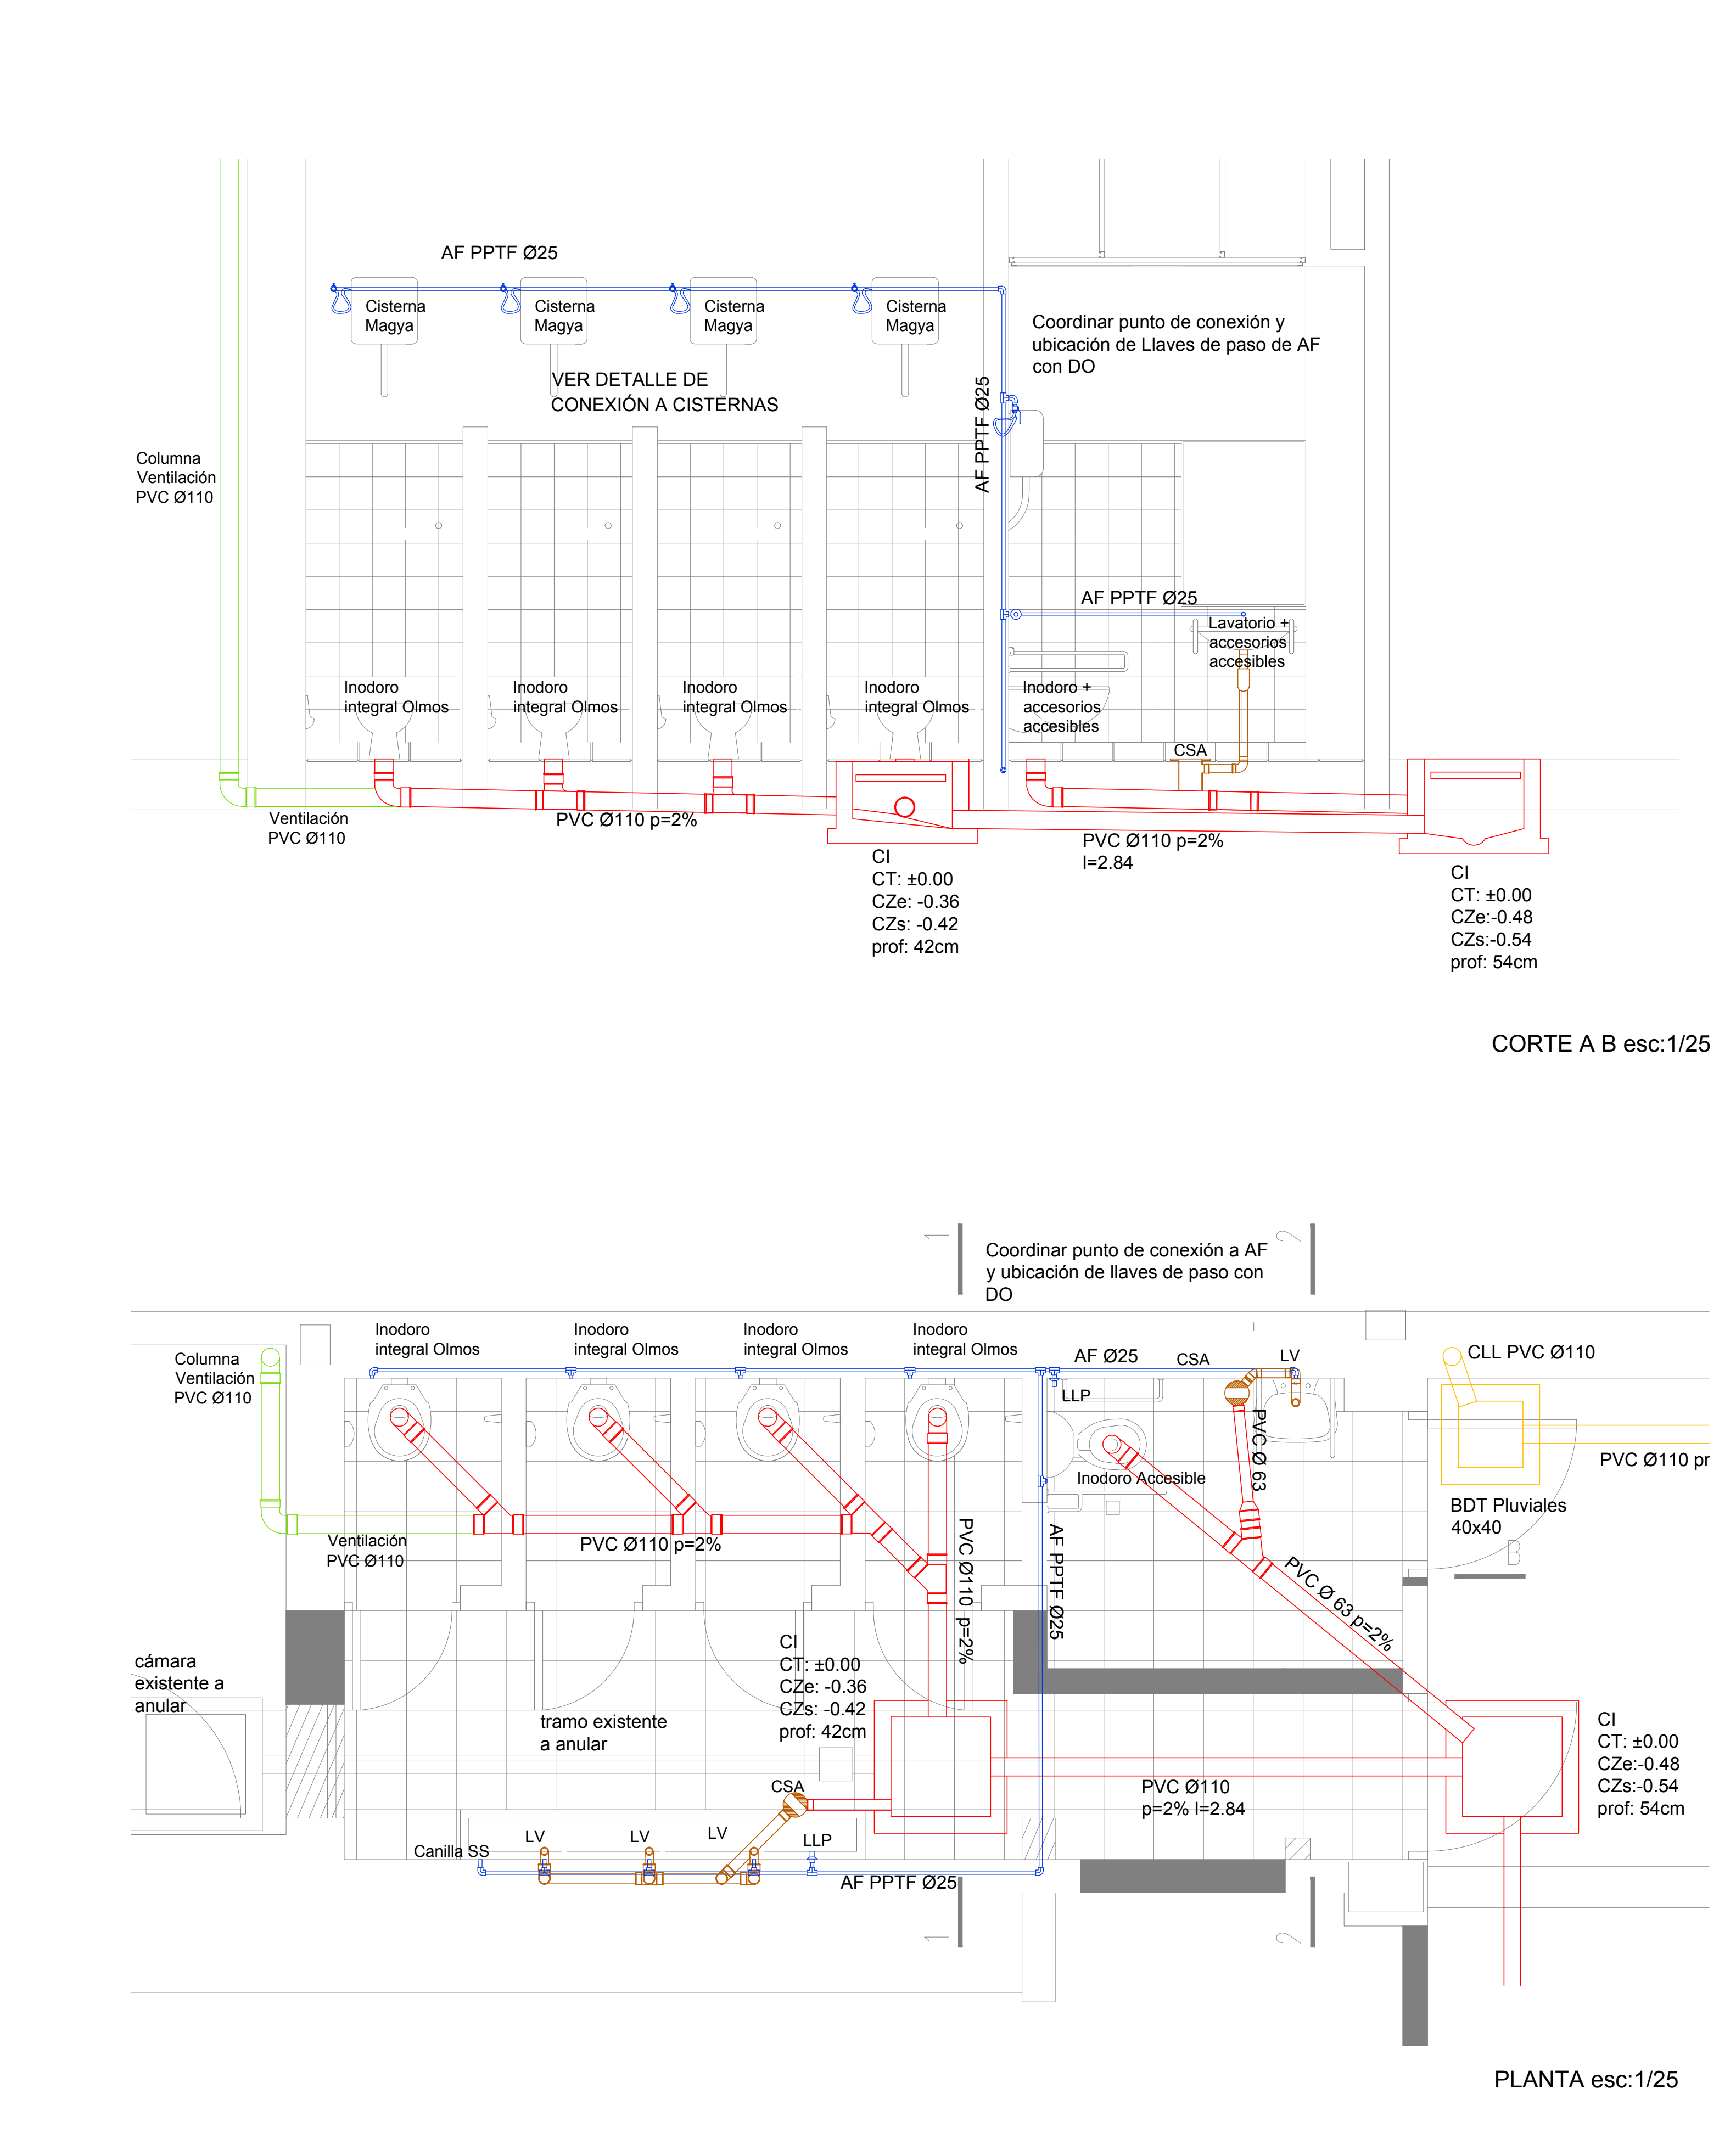 AF PPTF Ø25
Cisterna
Magya
Cisterna
Magya
Cisterna
Magya
Cisterna
Magya
Coordinar punto de conexión y
ubicación de Llaves de paso de AF
con DO
VER DETALLE DE
CONEXIÓN A CISTERNAS
AF PPTF Ø25
Columna
Ventilación
PVC Ø110
AF PPTF Ø25
Lavatorio +
accesorios
accesibles
Inodoro
integral Olmos
Inodoro
integral Olmos
Inodoro
integral Olmos
Inodoro
integral Olmos
Inodoro +
accesorios
accesibles
CSA
Ventilación
PVC Ø110
PVC Ø110 p=2%
PVC Ø110 p=2%
l=2.84
CI
CT: ±0.00
CZe: -0.36
CZs: -0.42
prof: 42cm
CI
CT: ±0.00
CZe:-0.48
CZs:-0.54
prof: 54cm
CORTE A B esc:1/25
1
2
Coordinar punto de conexión a AF
y ubicación de llaves de paso con
DO
Inodoro
integral Olmos
Inodoro
integral Olmos
Inodoro
integral Olmos
Inodoro
integral Olmos
AF Ø25
CSA
LV
CLL PVC Ø110
Columna
Ventilación
PVC Ø110
LLP
PVC Ø 63
Inodoro Accesible
PVC Ø110 pr
BDT Pluviales
40x40
B
Ventilación
PVC Ø110
PVC Ø110 p=2%
PVC Ø110 p=2%
AF PPTF Ø25
PVC Ø 63 p=2%
cámara
existente a
anular
CI
CT: ±0.00
CZe: -0.36
CZs: -0.42
prof: 42cm
tramo existente
a anular
CI
CT: ±0.00
CZe:-0.48
CZs:-0.54
prof: 54cm
CSA
PVC Ø110
p=2% l=2.84
Canilla SS
LV
LV
LV
LLP
AF PPTF Ø25
1
2
PLANTA esc:1/25